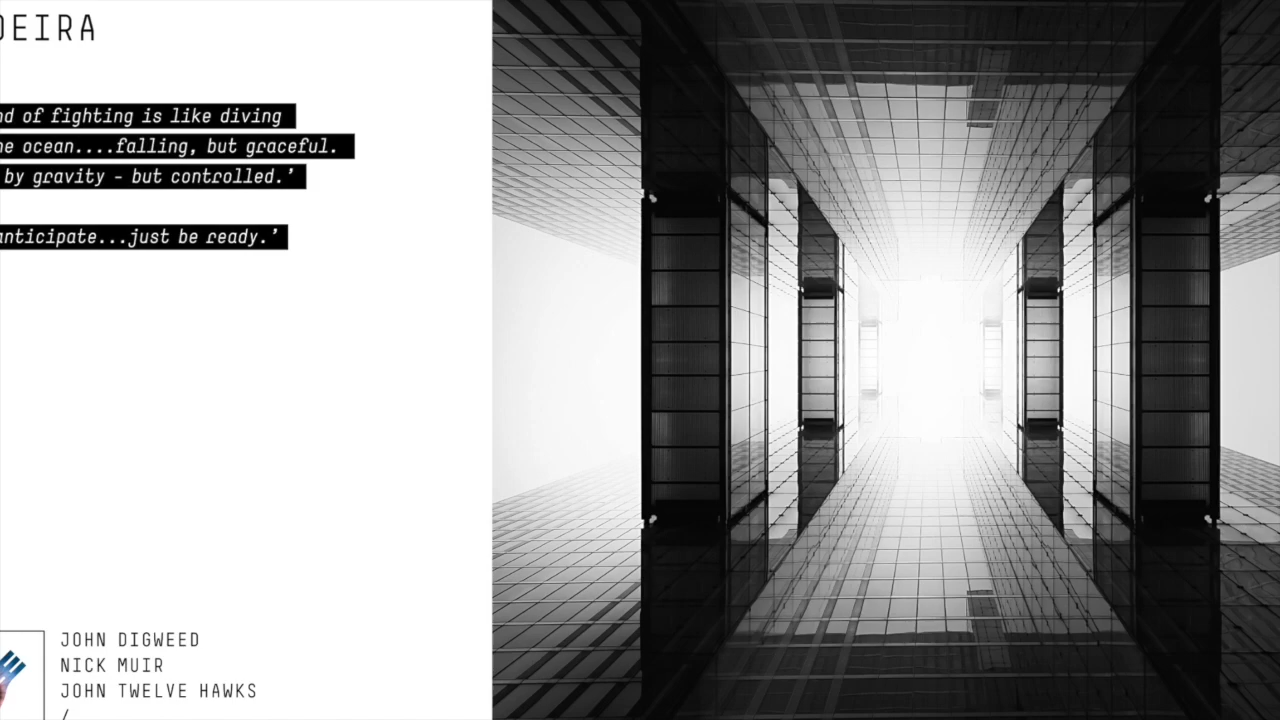 DEIRA
nd of fighting is like diving
he ocean....falling, but graceful.
by gravity - but controlled.’
anticipate...just be ready.’
JOHN DIGWEED
NICK MUIR
JOHN TWELVE HAWKS
/